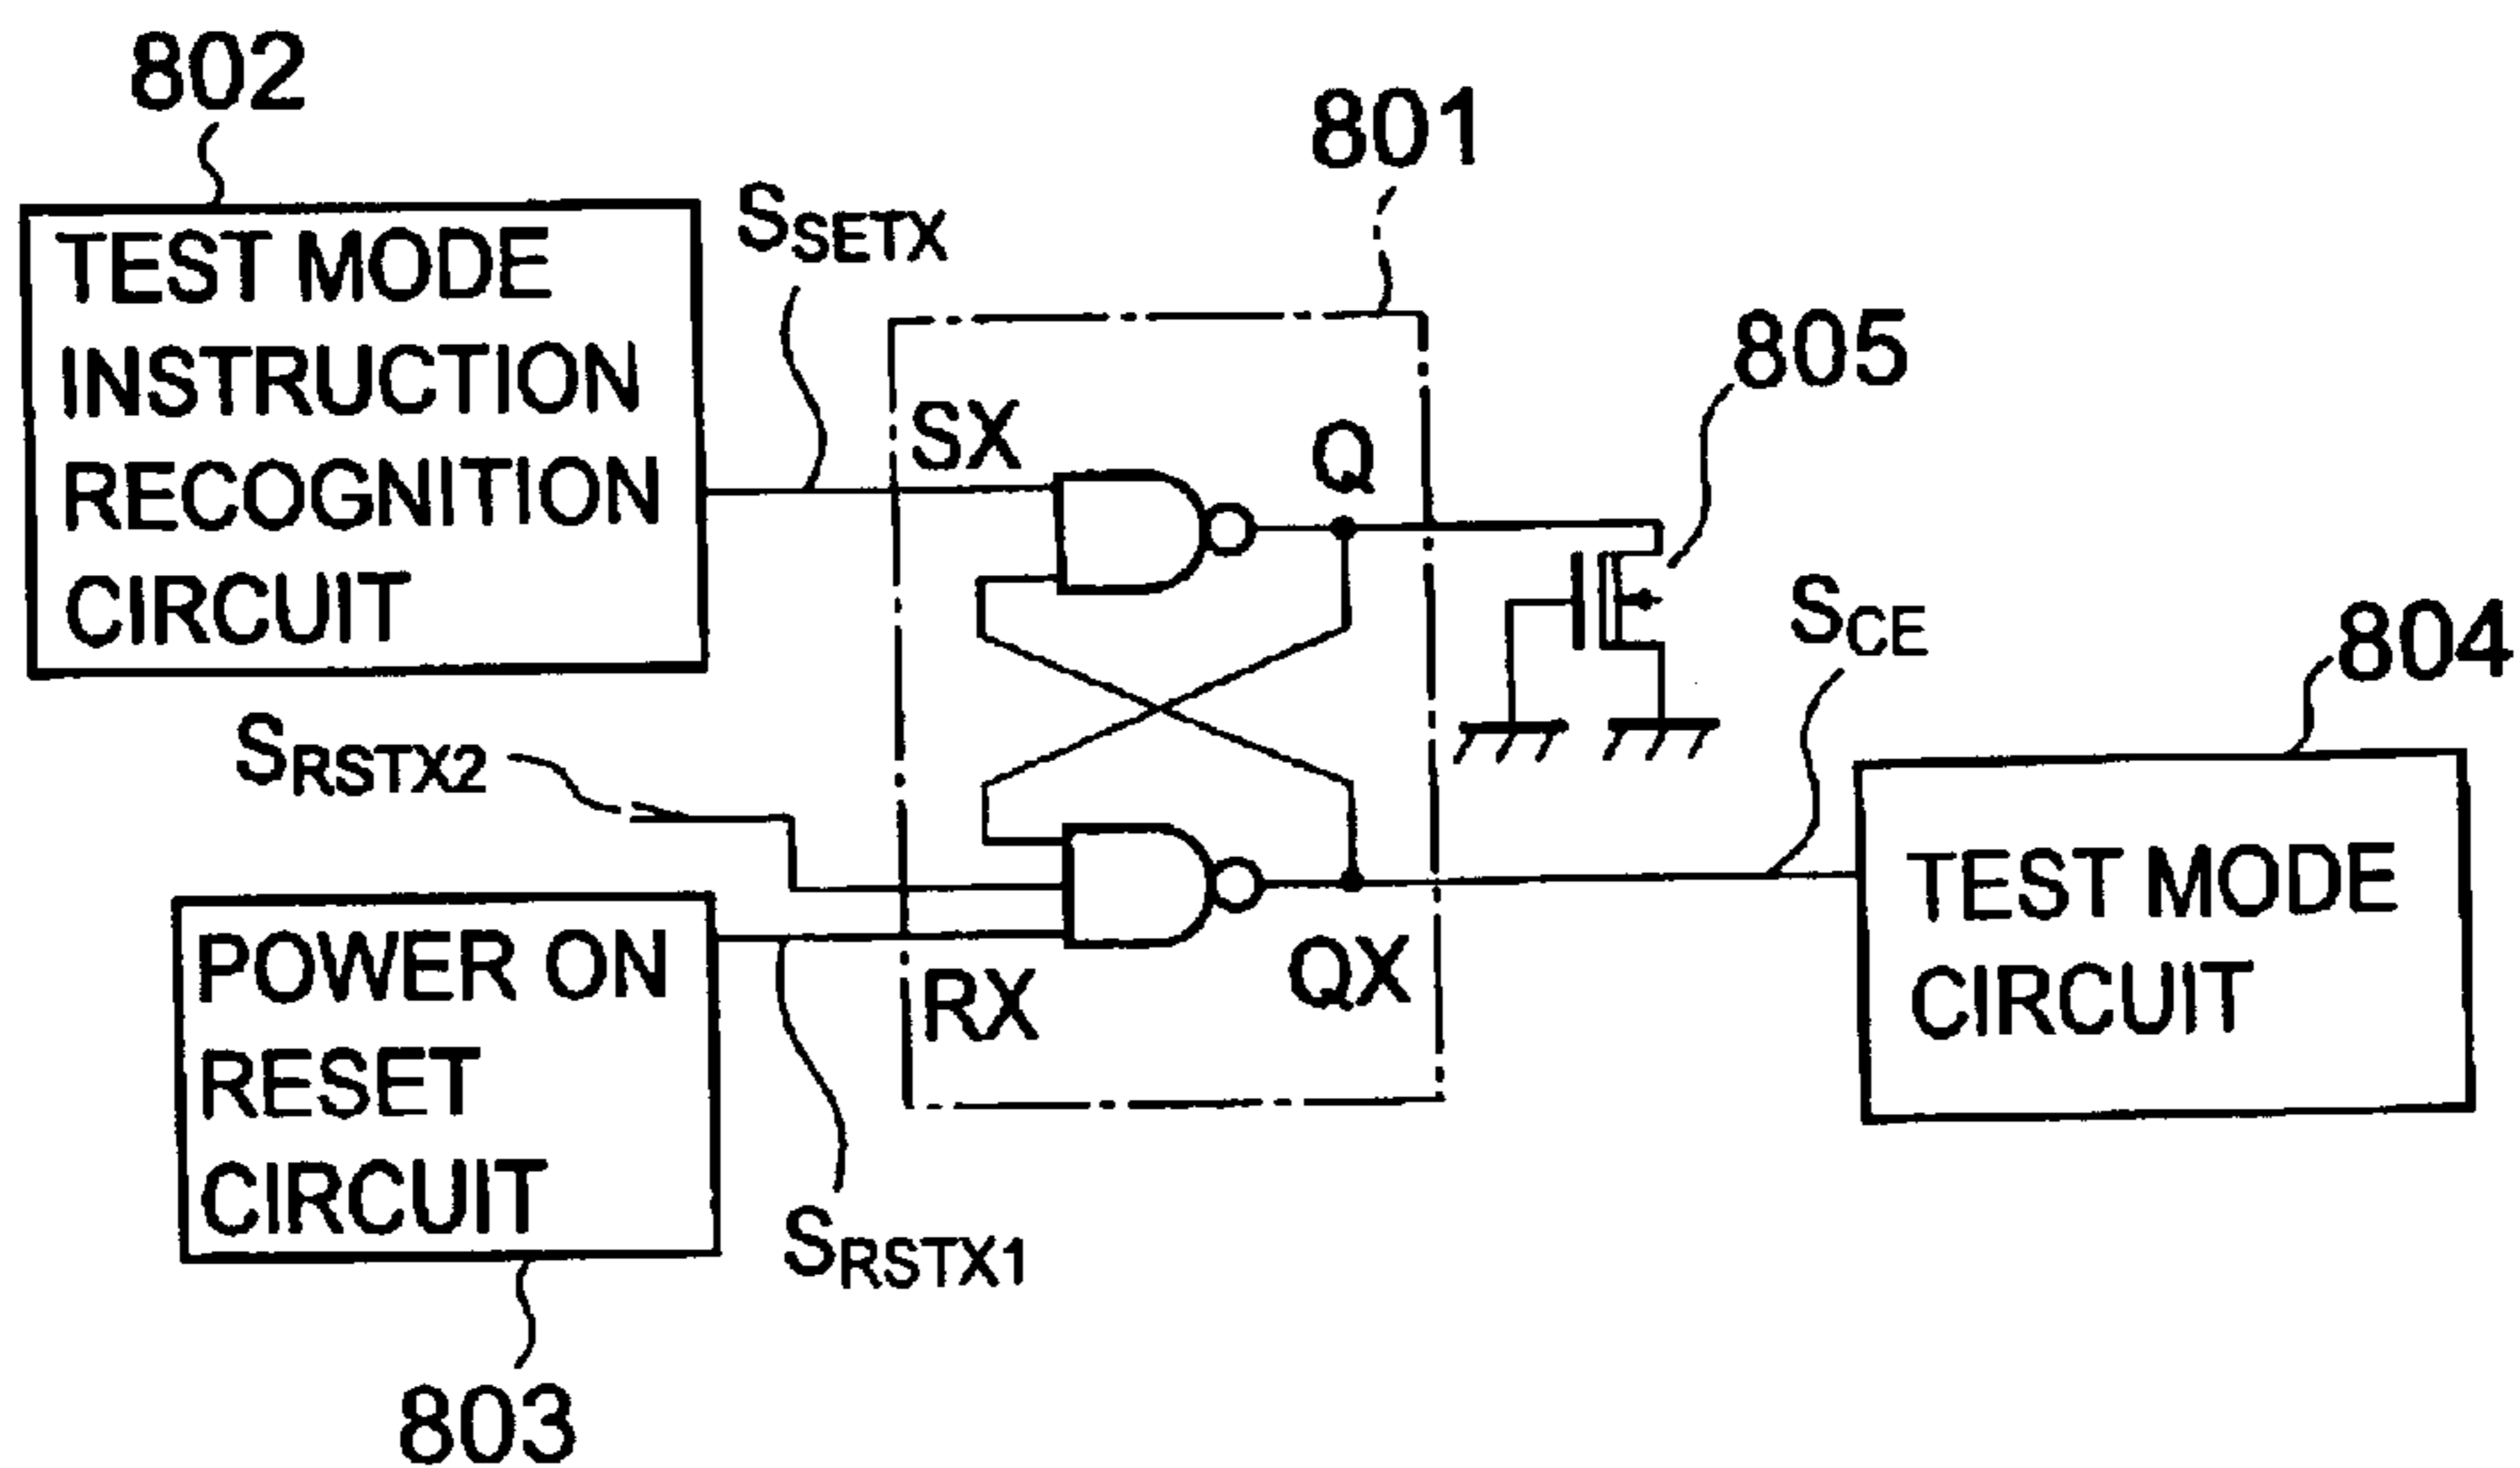 802
801
TEST MODE
INSTRUCTION
RECOGNITION
CIRCUIT
SSETX
805
SX
Q
SCE
804
SRSTX2
TEST MODE
CIRCUIT
POWER ON
RESET
CIRCUIT
RX
QX
SRSTX1
803